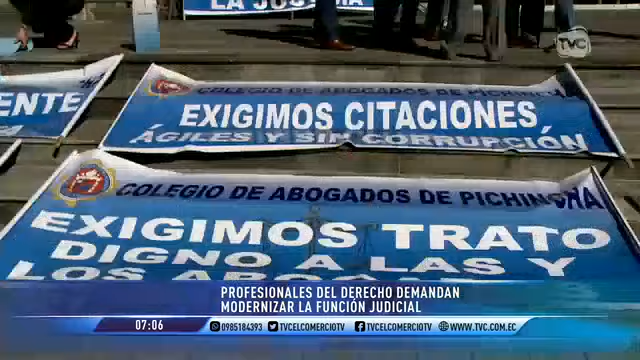 LA JUS
TVC
ENTE
COLEGIO DE ABOGADOS DE PICHINCHA
EXIGIMOS CITACIONES
ÁGILES Y SIN CORRUPCIÓN
COLEGIO DE ABOGADOS DE PICHINCHA
EXIGIMOS TRATO
DIGNO A LAS Y
LOS ABOGA
PROFESIONALES DEL DERECHO DEMANDAN
MODERNIZAR LA FUNCIÓN JUDICIAL
07:06 0985184393 TVCELCOMERCIOTV TVCELCOMERCIOTV WWW.TVC.COM.EC